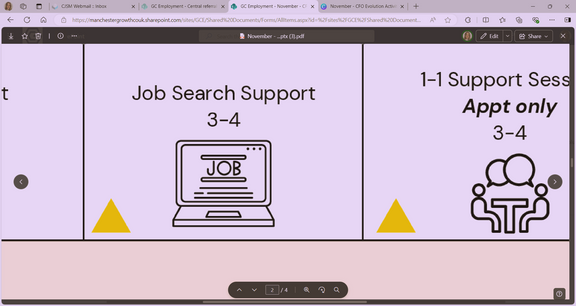 CJSM Webmail : Inbox
GC Employment - Central referra
GC Employment - November - C
November - CFO Evolution Activ
https://manchestergrowthcouk.sharepoint.com/sites/GCE/Shared%20Documents/Forms/AllItems.aspx?id=%2Fsites%2FGCE%2FShared%20Document...
November - ...ptx (3).pdf
Edit
Share
t
Job Search Support
3-4
JOB
1-1 Support Sess
Appt only
3-4
2 / 4